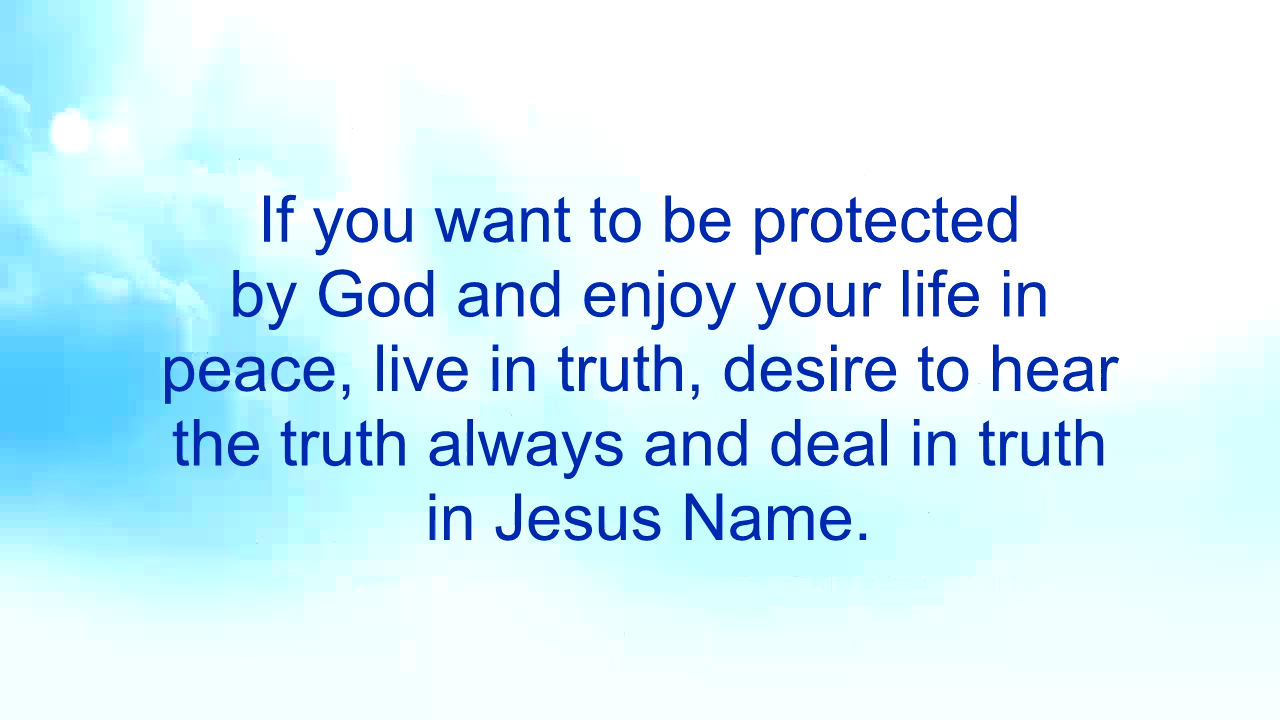 If you want to be protected
by God and enjoy your life in
peace, live in truth, desire to hear
the truth always and deal in truth
in Jesus Name.